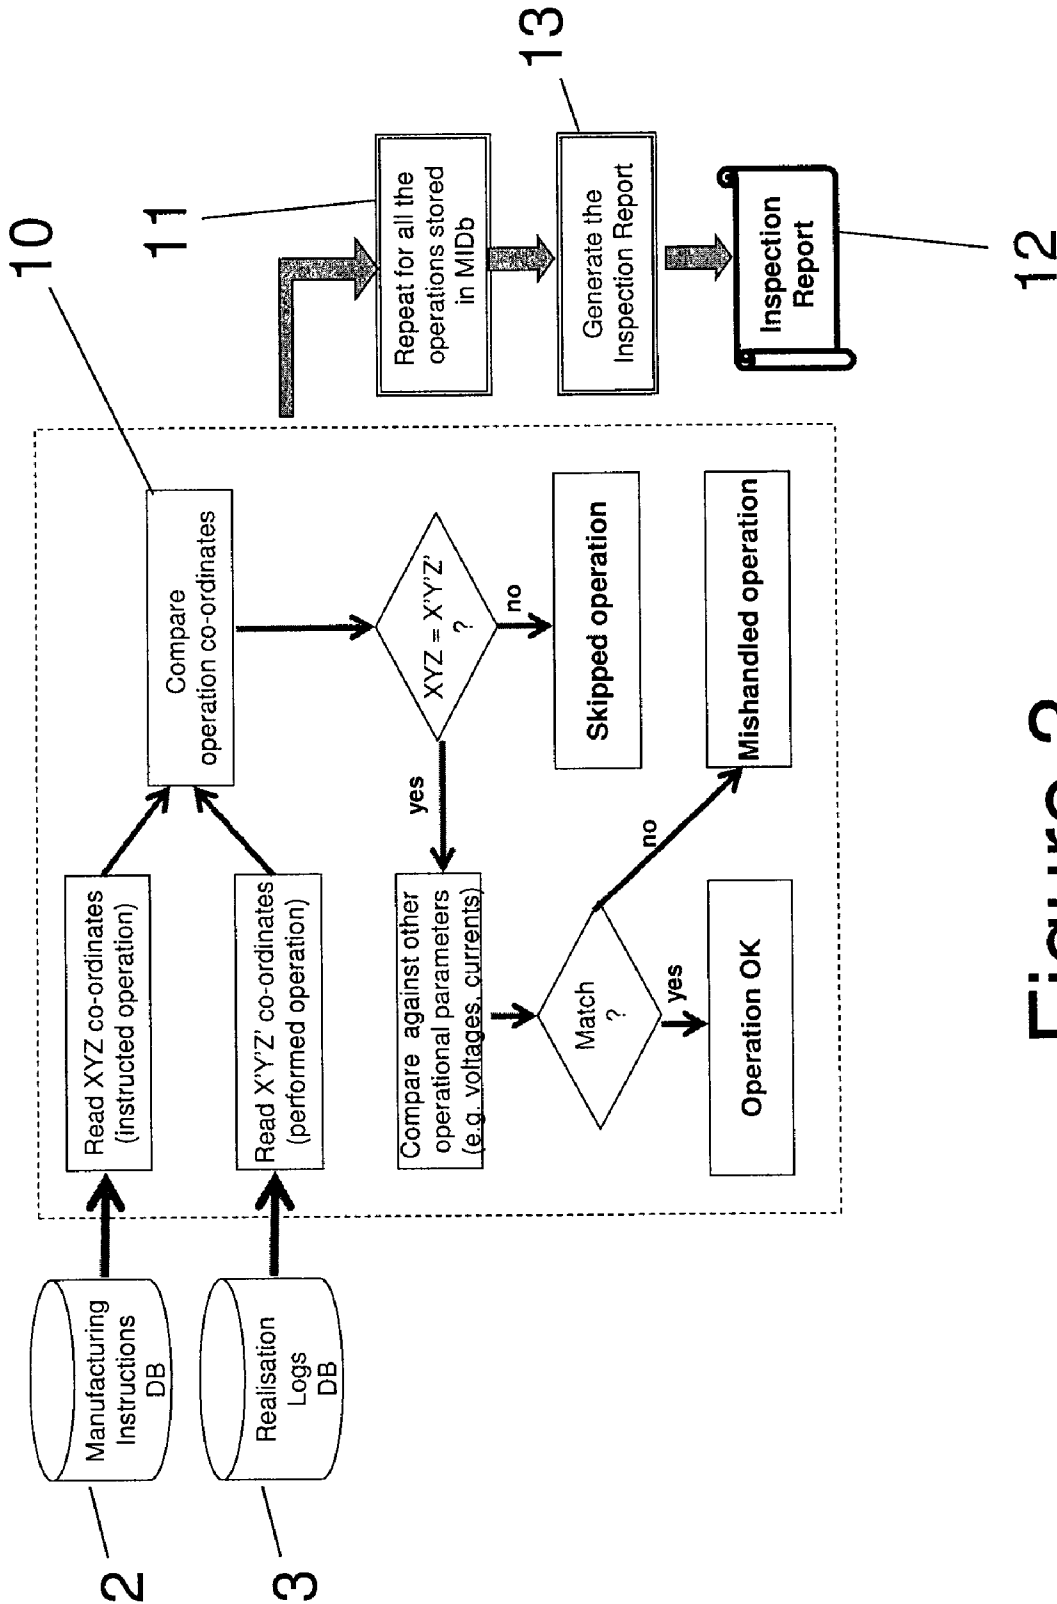 2
Manufacturing
Instructions
DB
3
Realisation
Logs
DB
Read XYZ co-ordinates
(instructed operation)
Read X'Y'Z' co-ordinates
(performed operation)
10
Compare
operation co-ordinates
XYZ = X'Y'Z'
?
yes
no
Skipped operation
Compare against other
operational parameters
(e.g. voltages, currents)
Match
?
no
yes
Mishandled operation
Operation OK
11
Repeat for all the
operations stored
in MIDb
13
Generate the
Inspection Report
Inspection
Report
12
Figure